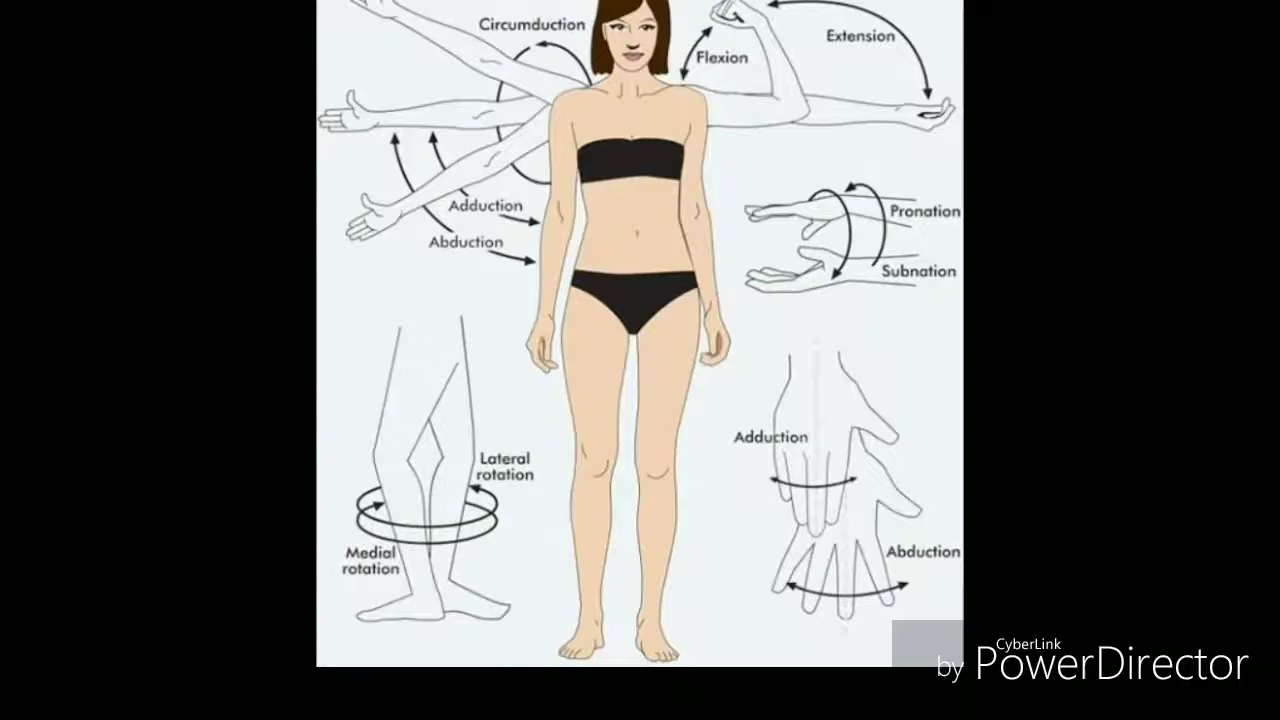 Circumduction
Flexion
Extension
Adduction
Abduction
Pronation
Subnation
Lateral
rotation
Medial
rotation
Adduction
Abduction
CyberLink
by PowerDirector